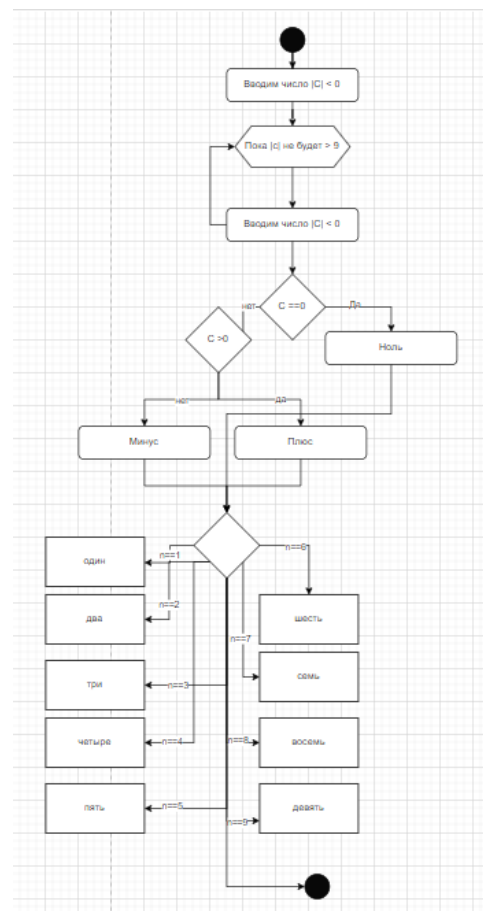 Вводим число |C| < 0
Пока |с| не будет > 9
Вводим число |C| < 0
C ==0
нет
Да
C >0
Ноль
нет
да
Минус
Плюс
n==1
n==6
один
n==2
два
шесть
n==7
семь
n==3
три
n==4
четыре
n==8
восемь
n==5
пять
n==9
девять